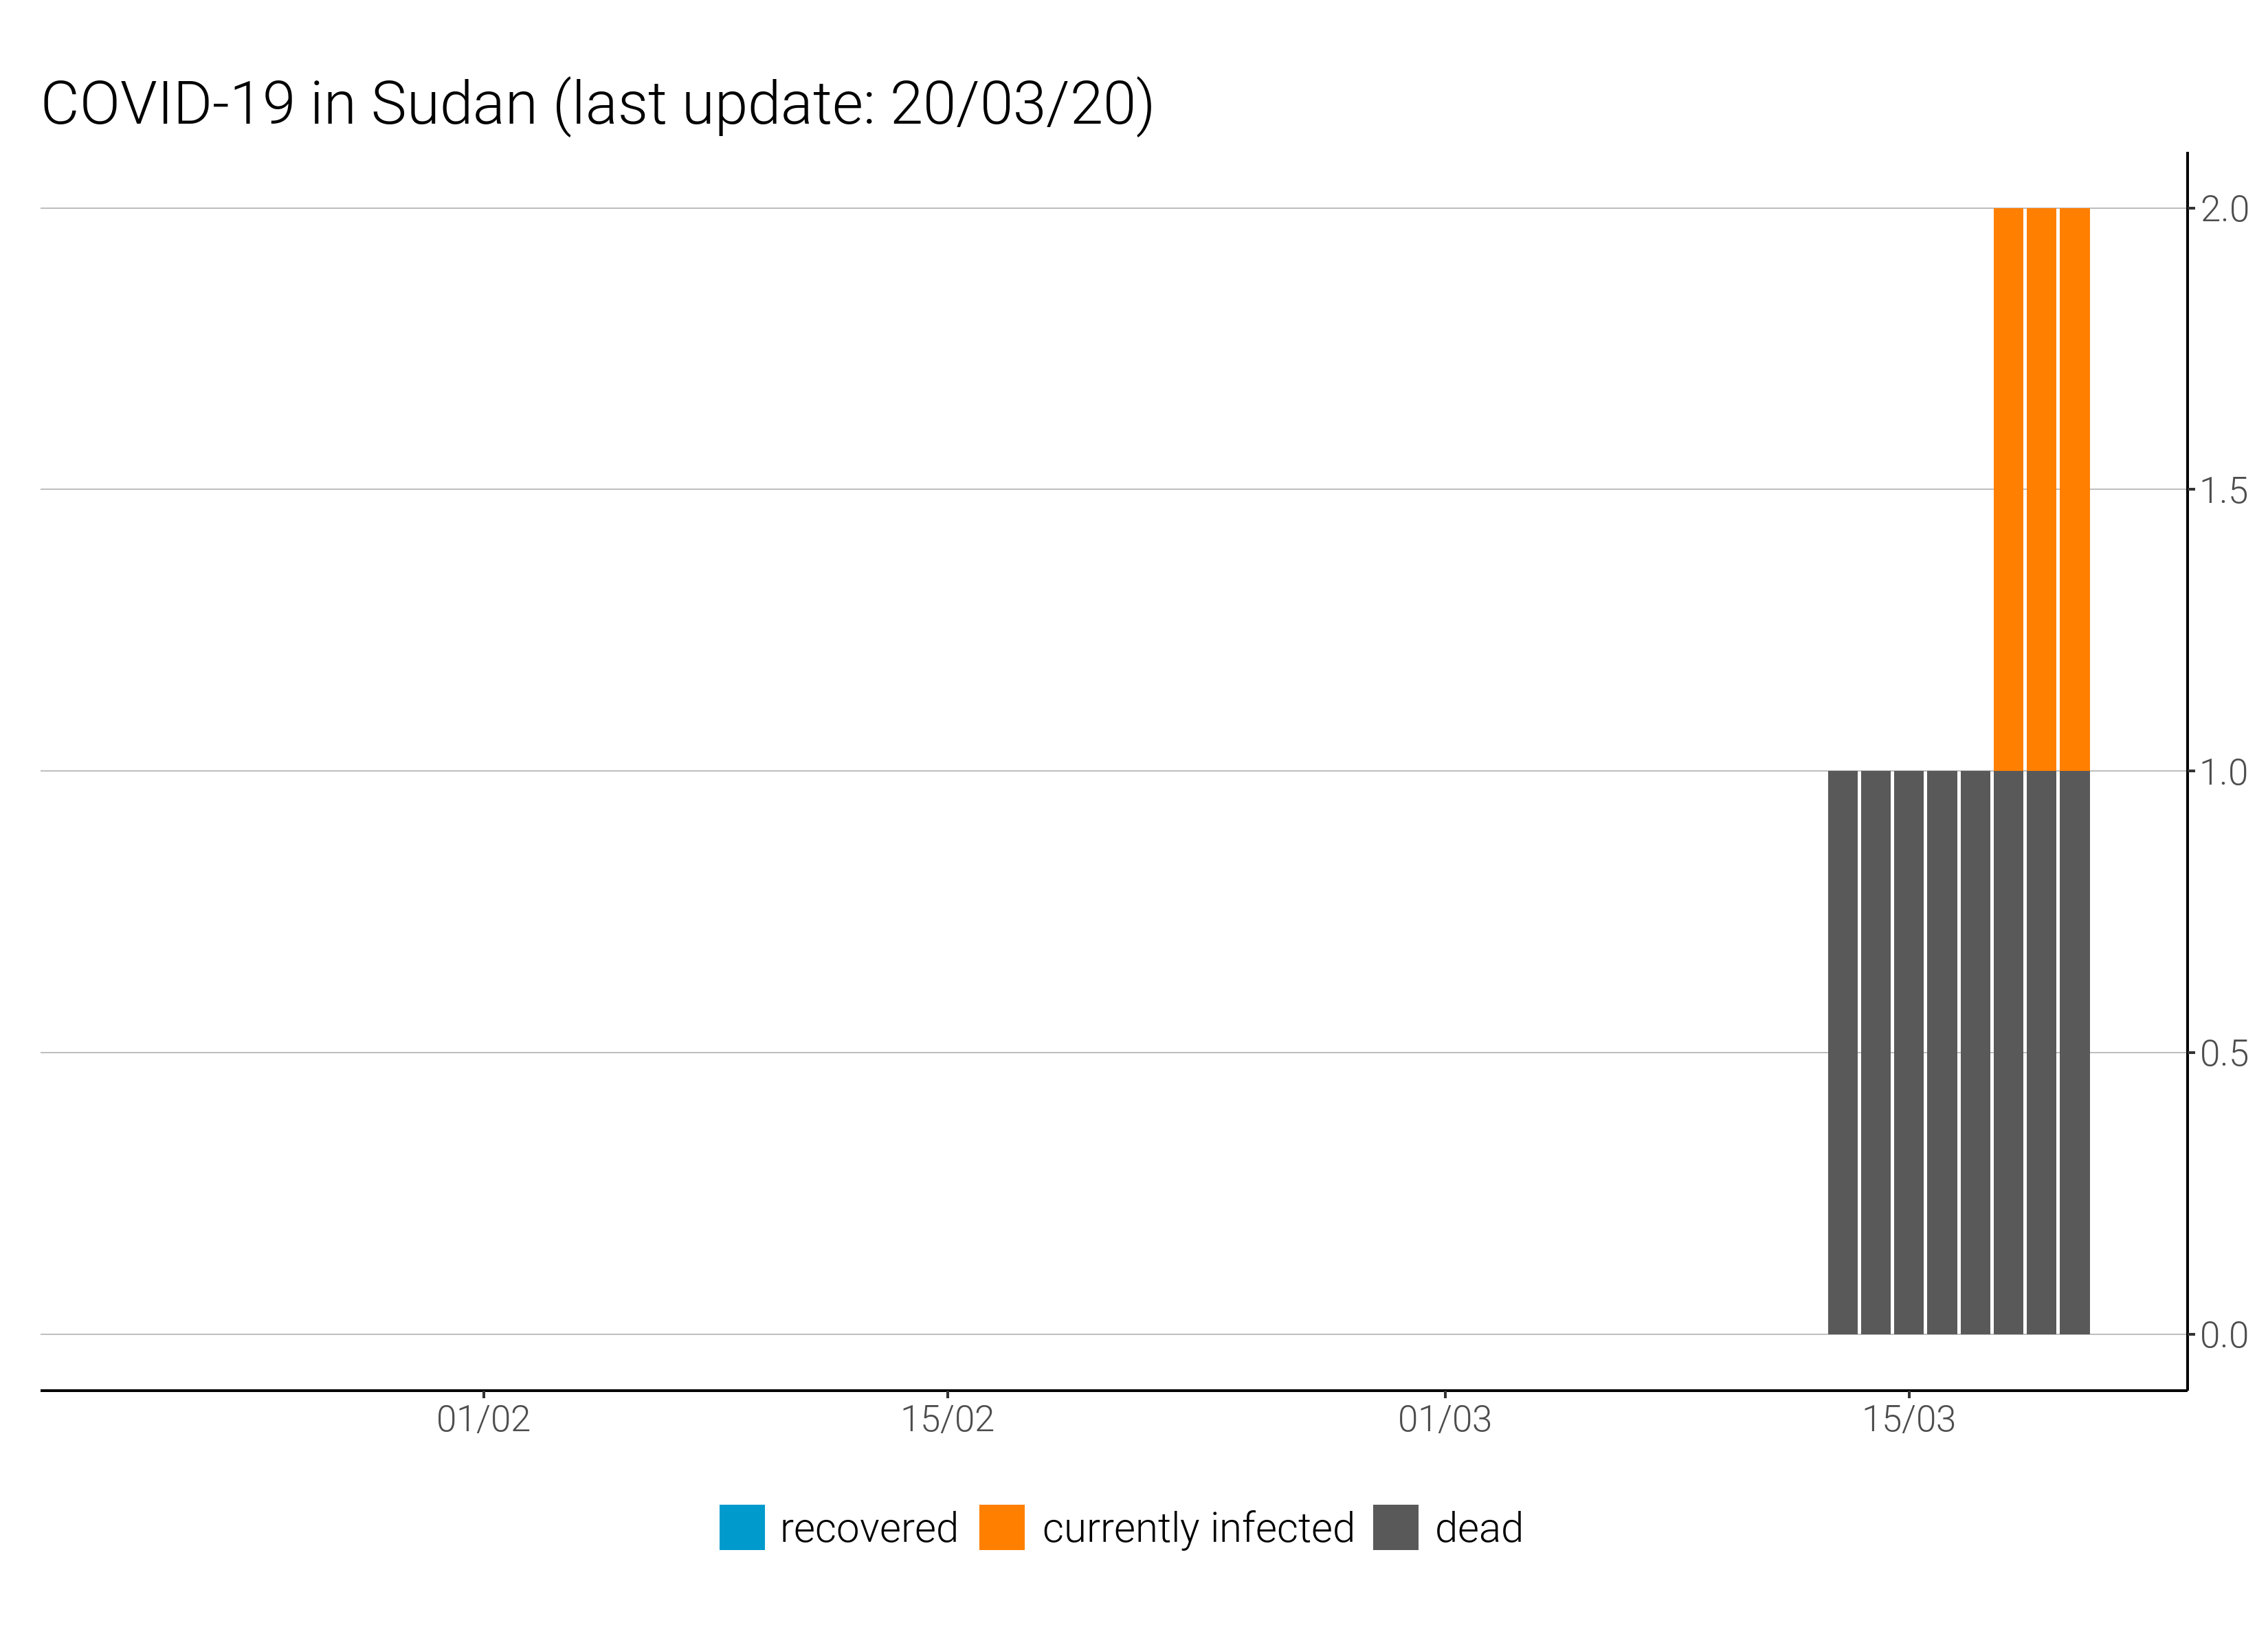 COVID-19 in Sudan (last update: 20/03/20)
2.0
1.5
1.0
0.5
0.0
01/02 15/02 01/03 15/03
recovered currently infected dead